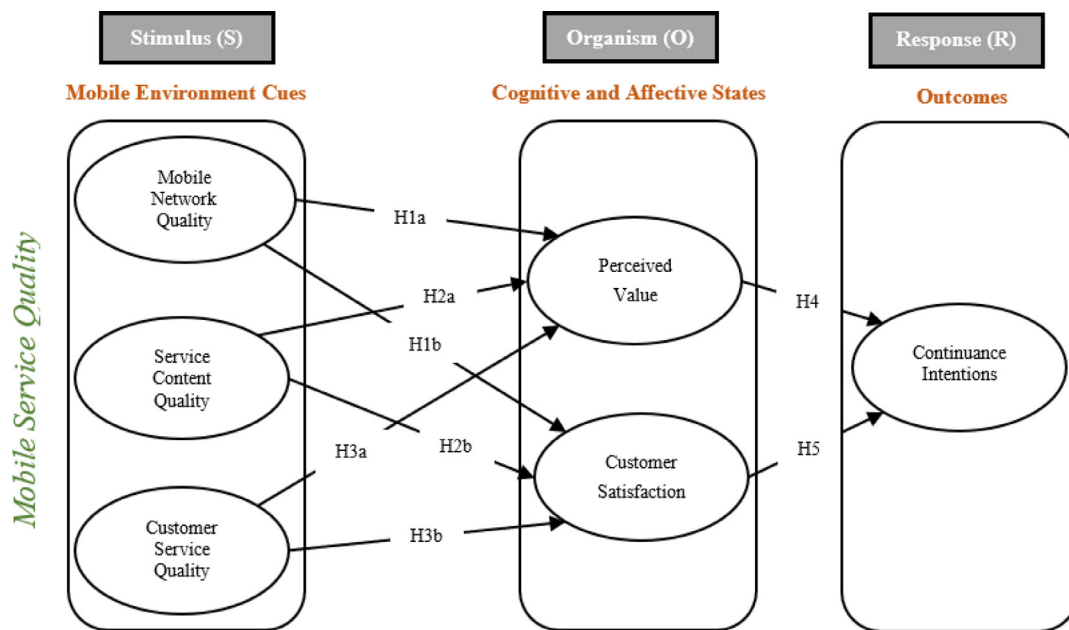 Stimulus (S)
Organism (O)
Response (R)
Mobile Environment Cues
Cognitive and Affective States
Outcomes
Mobile Service Quality
Mobile
Network
Quality
Service
Content
Quality
Customer
Service
Quality
H1a
H2a
H1b
H3a
H2b
H3b
Perceived
Value
Customer
Satisfaction
H4
H5
Continuance
Intentions